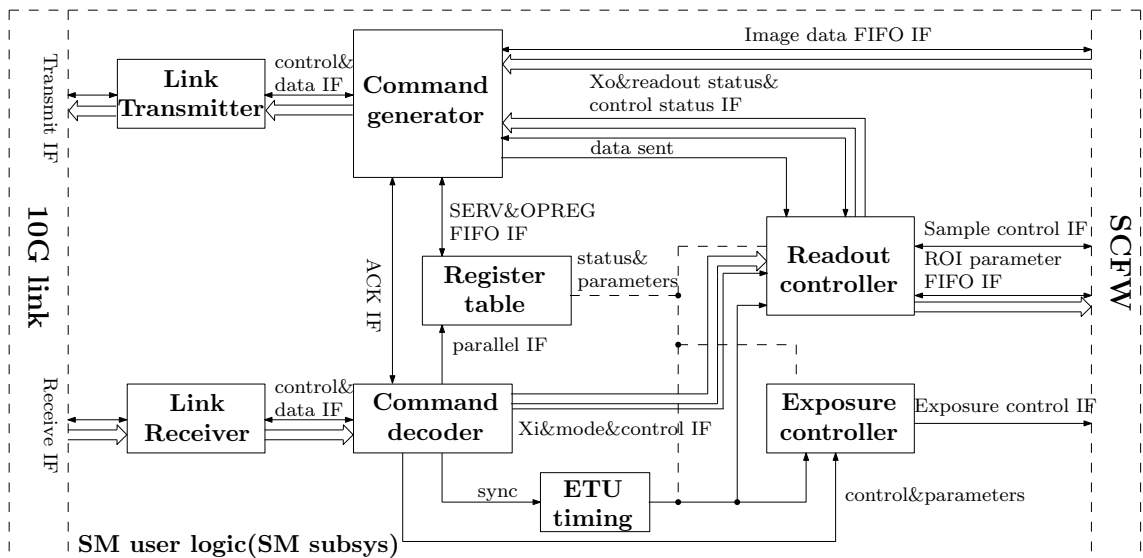 Image data FIFO IF
Transmit IF
Link
Transmitter
control&
data IF
Command
generator
Xo&readout status&
control status IF
data sent
10G link
SCFW
ACK IF
SERV&OPREG
FIFO IF
Register
table
status&
parameters
Readout
controller
Sample control IF
ROI parameter
FIFO IF
parallel IF
Receive IF
Link
Receiver
control&
data IF
Command
decoder
Xi&mode&control IF
Exposure
controller
Exposure control IF
sync
ETU
timing
control&parameters
SM user logic(SM subsys)